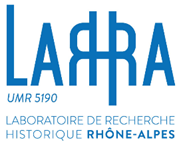 LARHRA
UMR 5190
LABORATOIRE DE RECHERCHE
HISTORIQUE RHÔNE-ALPES